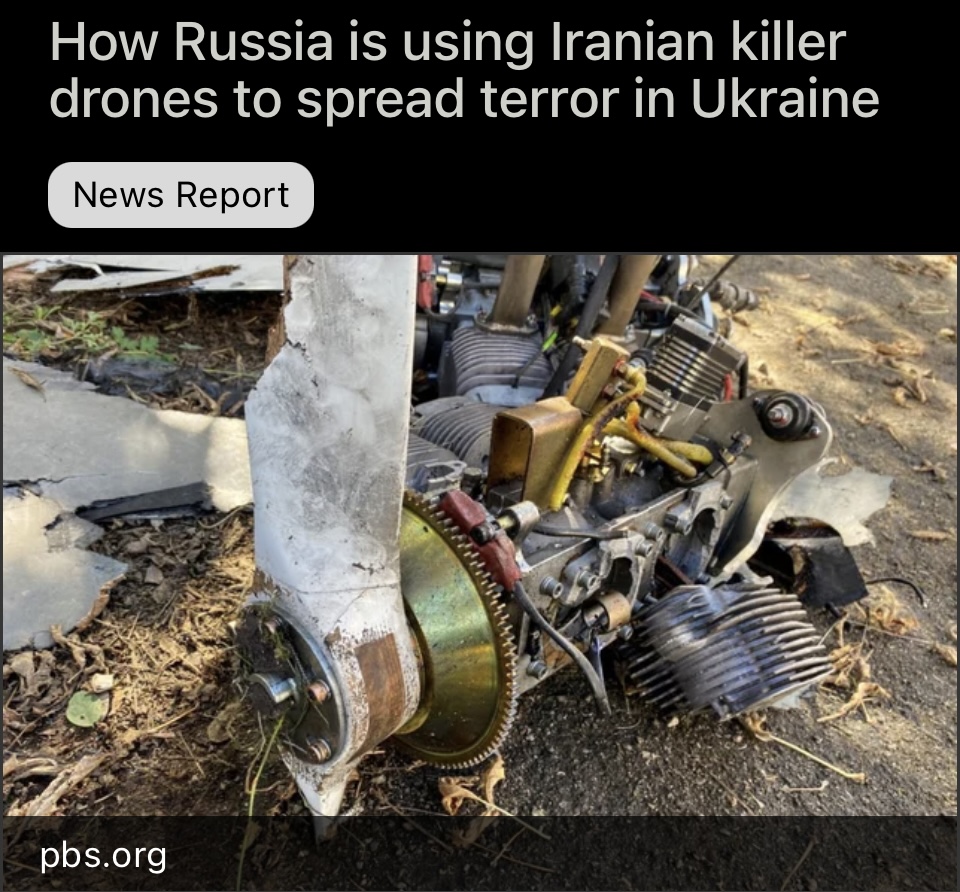 How Russia is using Iranian killer
drones to spread terror in Ukraine
News Report
pbs.org